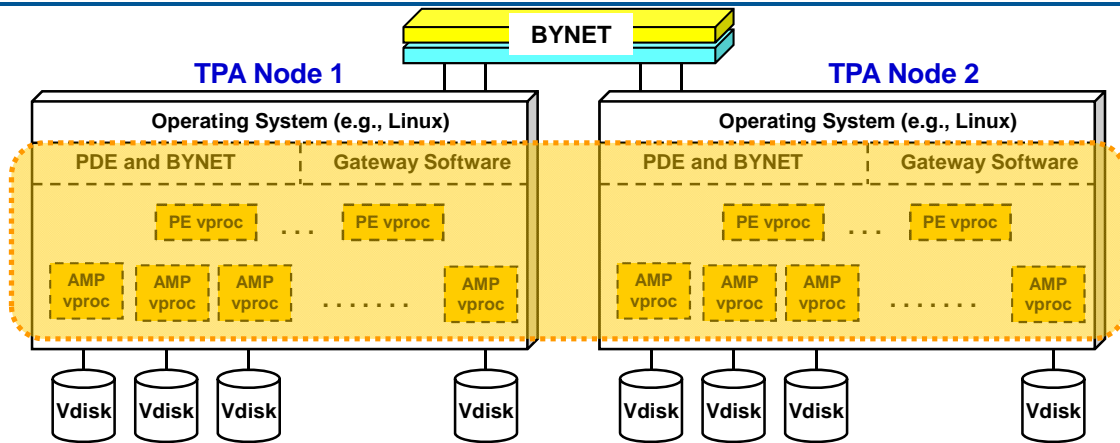 BYNET
TPA Node 1
TPA Node 2
Operating System (e.g., Linux)
Operating System (e.g., Linux)
PDE and BYNET
Gateway Software
PDE and BYNET
Gateway Software
PE vproc
. . .
PE vproc
PE vproc
. . .
PE vproc
AMP
vproc
AMP
vproc
AMP
vproc
. . . . . . .
AMP
vproc
AMP
vproc
AMP
vproc
AMP
vproc
. . . . . . .
AMP
vproc
Vdisk
Vdisk
Vdisk
Vdisk
Vdisk
Vdisk
Vdisk
Vdisk